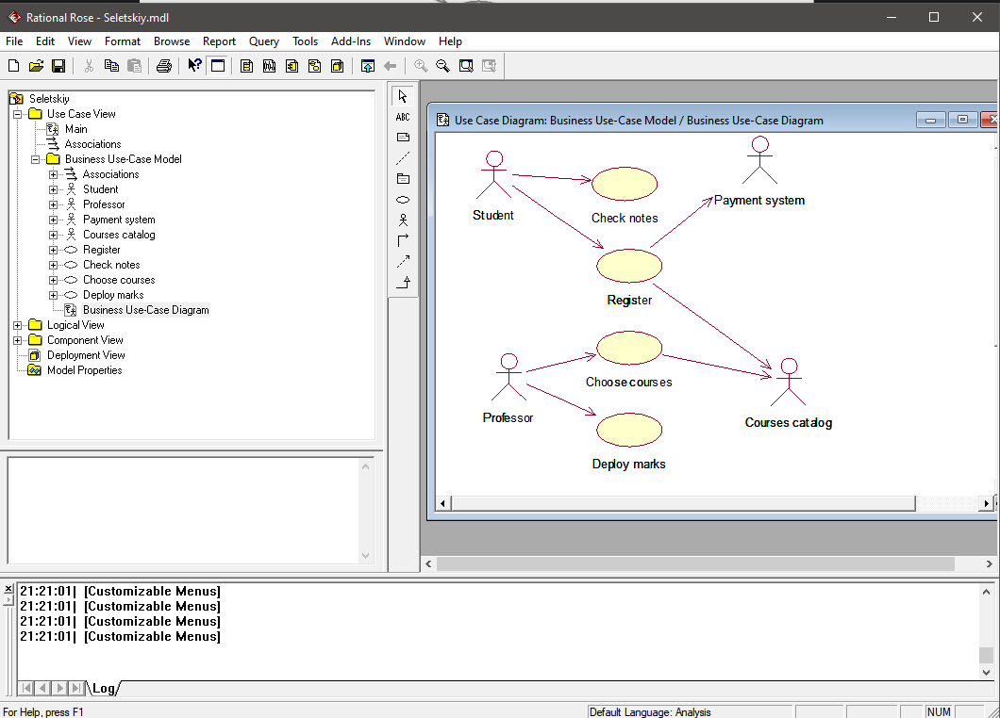 Rational Rose - Seletskiy.mdl
File Edit View Format Browse Report Query Tools Add-Ins Window Help
Seletskiy
Use Case View
Main
Associations
Business Use-Case Model
Associations
Student
Professor
Payment system
Courses catalog
Register
Check notes
Choose courses
Deploy marks
Business Use-Case Diagram
Logical View
Component View
Deployment View
Model Properties
ABC
Use Case Diagram: Business Use-Case Model / Business Use-Case Diagram
Payment system
Student
Check notes
Register
Choose courses
Professor
Courses catalog
Deploy marks
21:21:01| [Customizable Menus]
21:21:01| [Customizable Menus]
21:21:01| [Customizable Menus]
21:21:01| [Customizable Menus]
Log
For Help, press F1
Default Language: Analysis
NUM